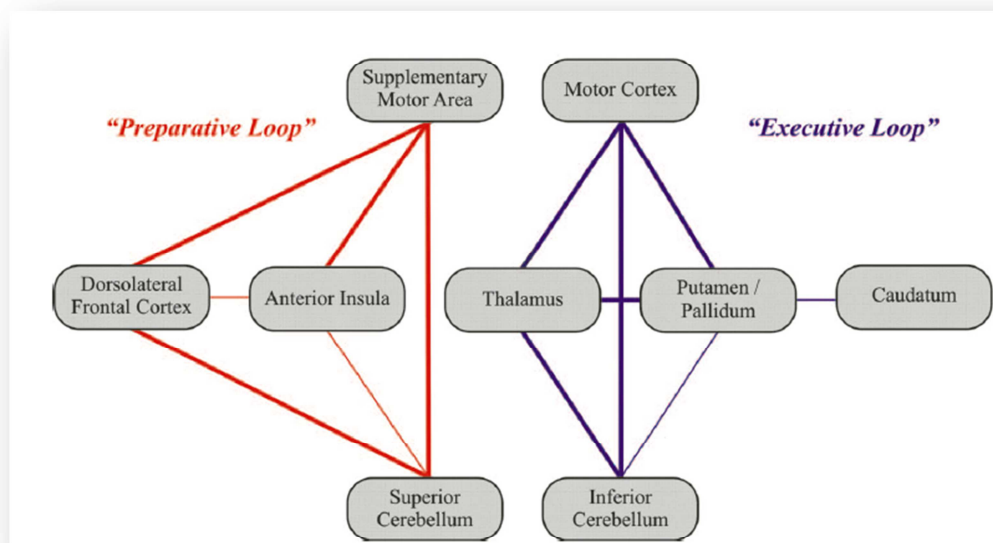 Supplementary
Motor Area
Motor Cortex
“Preparative Loop”
“Executive Loop”
Dorsolateral
Frontal Cortex
Anterior Insula
Thalamus
Putamen /
Pallidum
Caudatum
Superior
Cerebellum
Inferior
Cerebellum